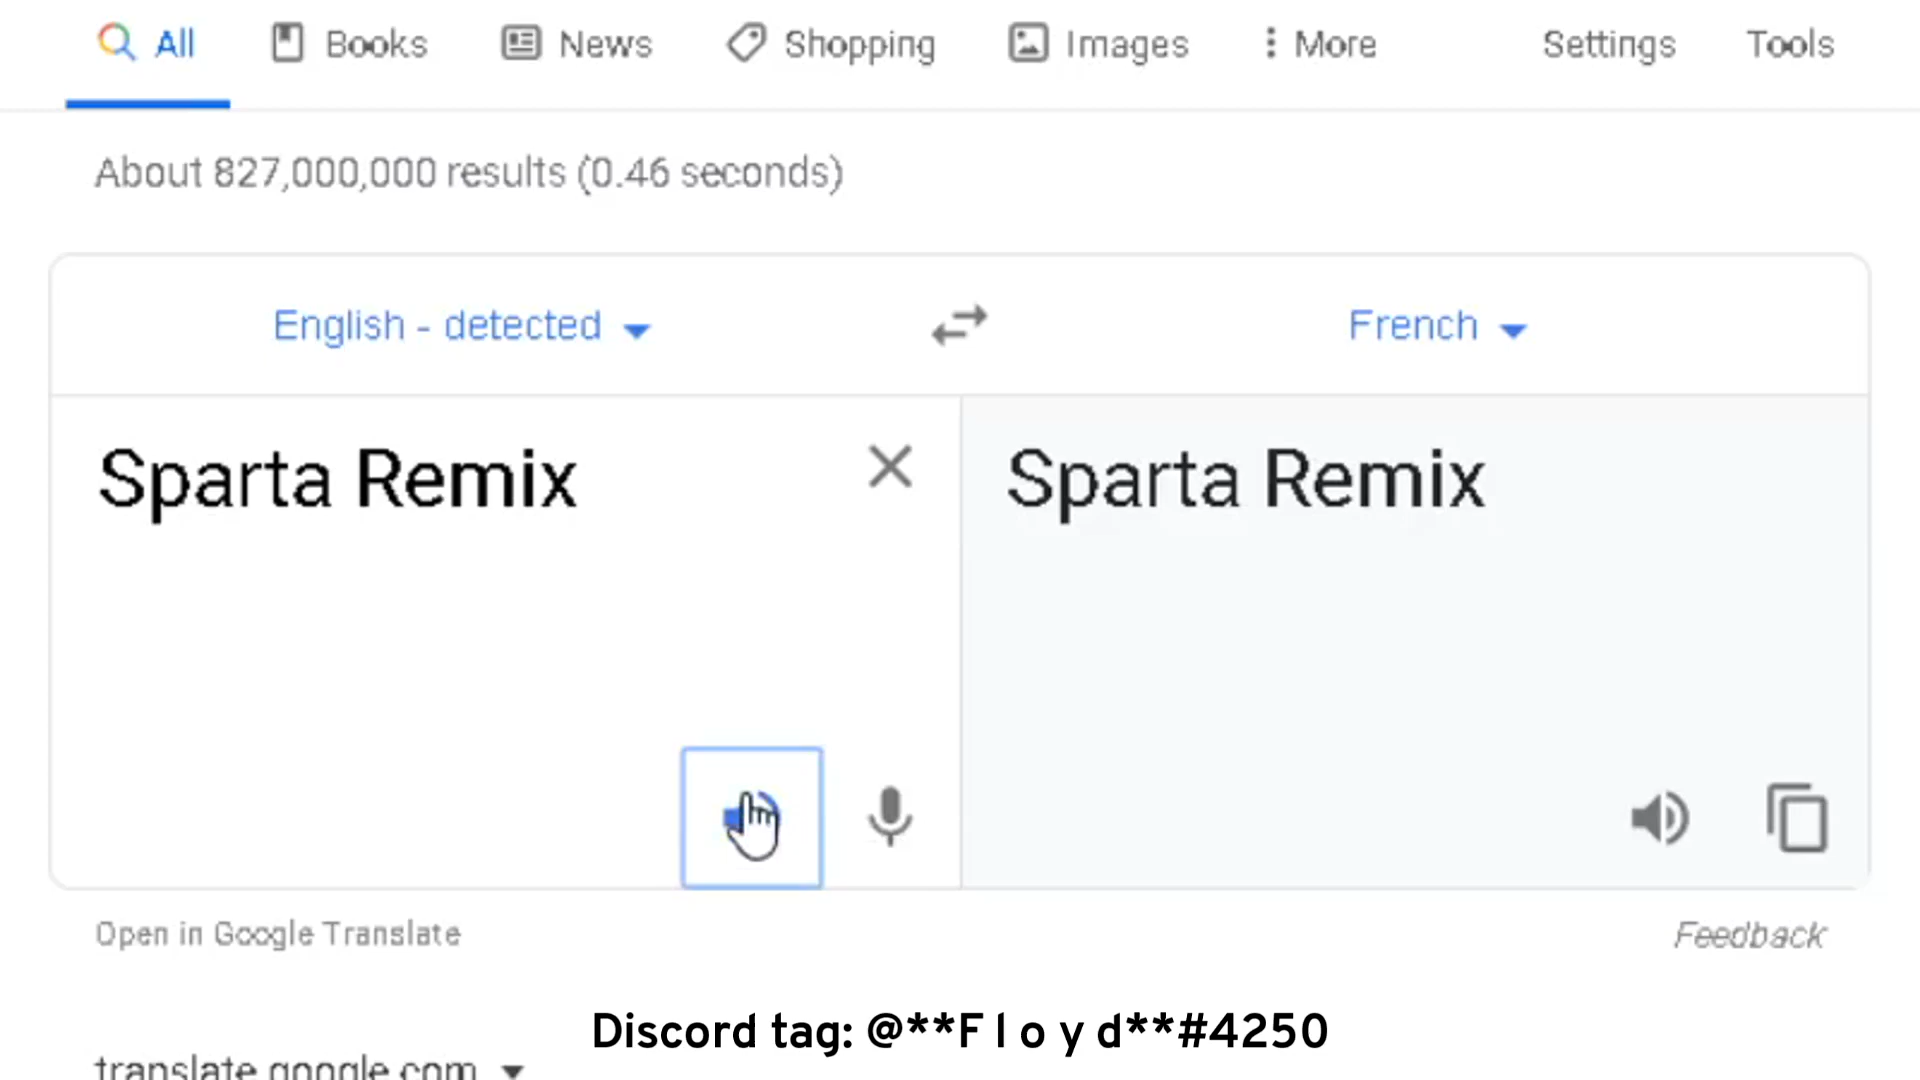 All Books News Shopping Images More Settings Tools
About 827,000,000 results (0.46 seconds)
English - detected French
Sparta Remix Sparta Remix
Open in Google Translate Feedback
Discord tag: @**F l o y d**#4250
translate.google.com